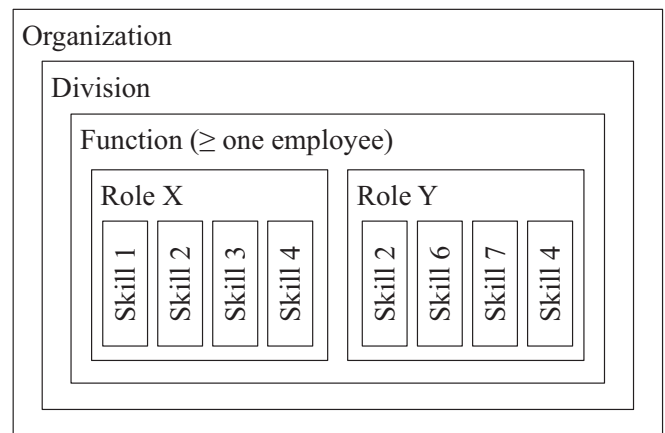 Organization
Division
Function (≥ one employee)
Role X
Role Y
Skill 1
Skill 2
Skill 3
Skill 4
Skill 2
Skill 6
Skill 7
Skill 4